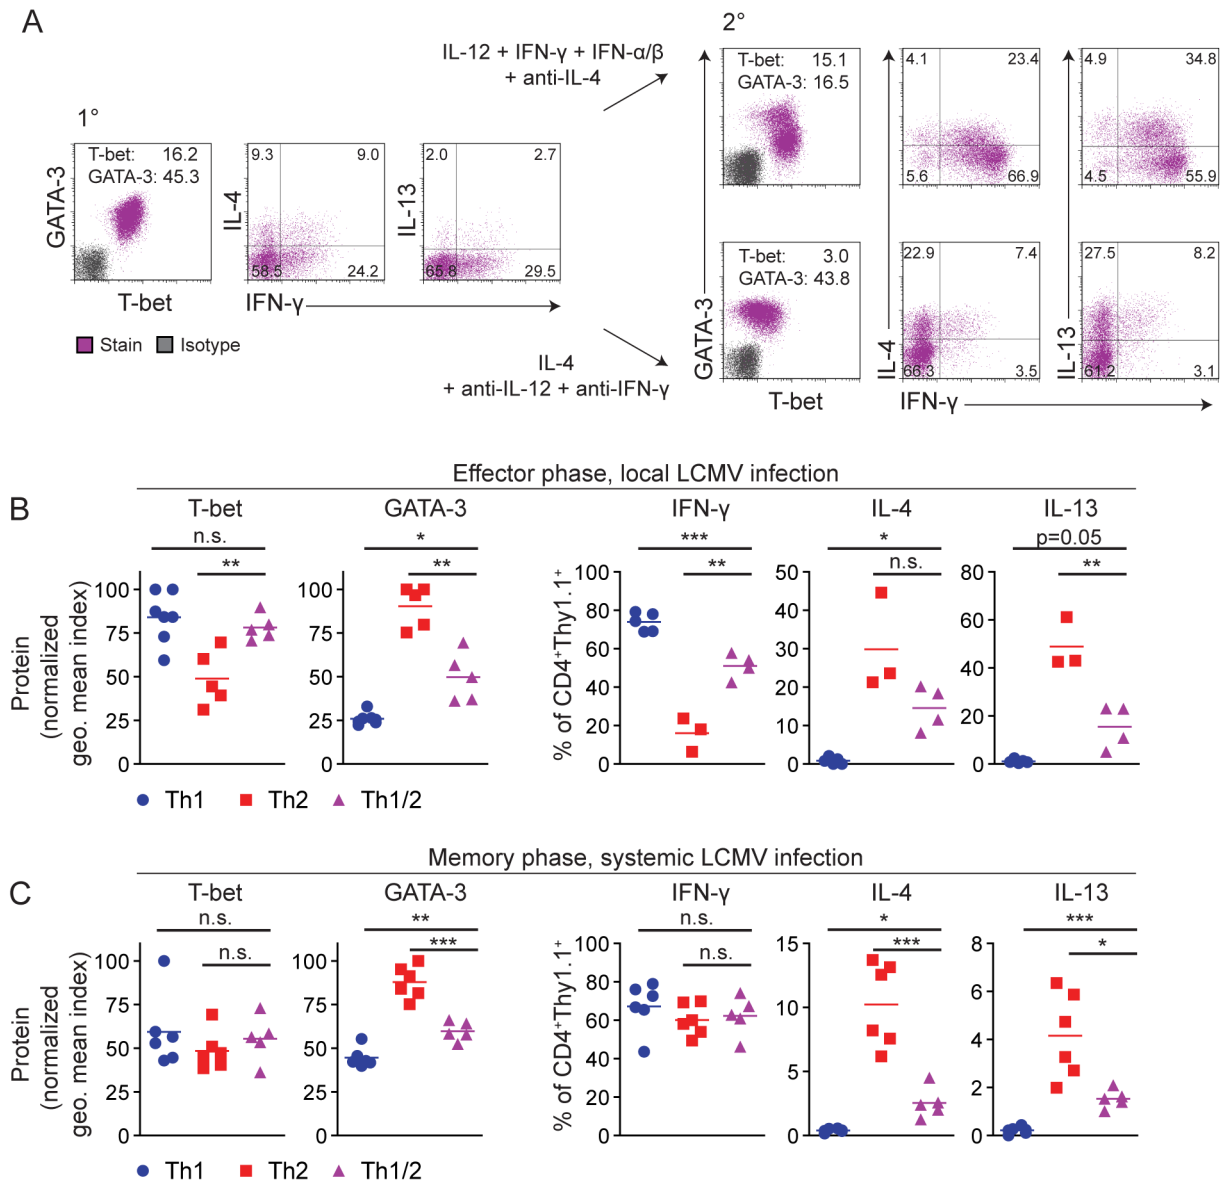 A
IL-12 + IFN-γ + IFN-α/β
+ anti-IL-4
1°
2°
GATA-3
T-bet: 16.2
GATA-3: 45.3
T-bet
IL-4
9.3 9.0
58.5 24.2
IL-13
2.0 2.7
65.8 29.5
IFN-γ
Stain Isotype
IL-4
+ anti-IL-12 + anti-IFN-γ
T-bet: 15.1
GATA-3: 16.5
4.1 23.4
5.6 66.9
4.9 34.8
4.5 55.9
GATA-3
T-bet: 3.0
GATA-3: 43.8
T-bet
IL-4
22.9 7.4
66.3 3.5
IL-13
27.5 8.2
61.2 3.1
IFN-γ
Effector phase, local LCMV infection
B
T-bet GATA-3 IFN-γ IL-4 IL-13
n.s. * *** * p=0.05
** ** ** n.s. **
Protein
(normalized
geo. mean index)
100
75
50
25
0
100
75
50
25
0
% of CD4⁺Thy1.1⁺
100
80
60
40
20
0
50
40
30
20
10
0
80
60
40
20
0
Th1 Th2 Th1/2
Memory phase, systemic LCMV infection
C
T-bet GATA-3 IFN-γ IL-4 IL-13
n.s. ** n.s. * ***
n.s. *** n.s. *** *
Protein
(normalized
geo. mean index)
100
75
50
25
0
100
75
50
25
0
% of CD4⁺Thy1.1⁺
100
80
60
40
20
0
15
10
5
0
8
6
4
2
0
Th1 Th2 Th1/2